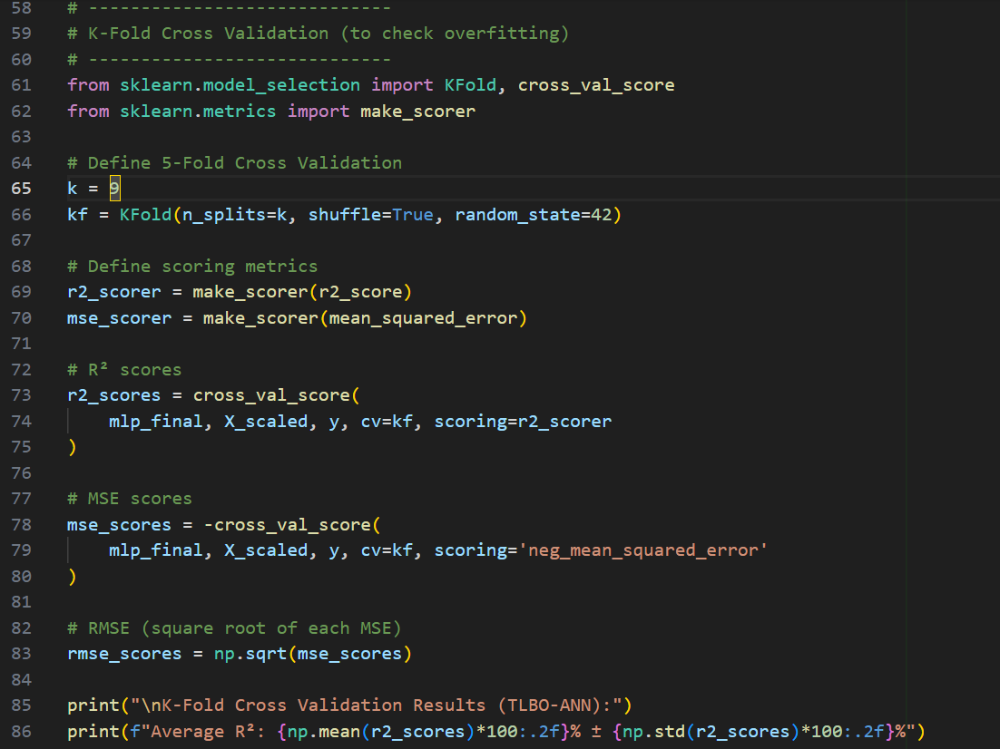 58 # -----------------------------
59 # K-Fold Cross Validation (to check overfitting)
60 # -----------------------------
61 from sklearn.model_selection import KFold, cross_val_score
62 from sklearn.metrics import make_scorer
63
64 # Define 5-Fold Cross Validation
65 k = 9
66 kf = KFold(n_splits=k, shuffle=True, random_state=42)
67
68 # Define scoring metrics
69 r2_scorer = make_scorer(r2_score)
70 mse_scorer = make_scorer(mean_squared_error)
71
72 # R² scores
73 r2_scores = cross_val_score(
74     mlp_final, X_scaled, y, cv=kf, scoring=r2_scorer
75 )
76
77 # MSE scores
78 mse_scores = -cross_val_score(
79     mlp_final, X_scaled, y, cv=kf, scoring='neg_mean_squared_error'
80 )
81
82 # RMSE (square root of each MSE)
83 rmse_scores = np.sqrt(mse_scores)
84
85 print("\nK-Fold Cross Validation Results (TLBO-ANN):")
86 print(f"Average R²: {np.mean(r2_scores)*100:.2f}% ± {np.std(r2_scores)*100:.2f}%")